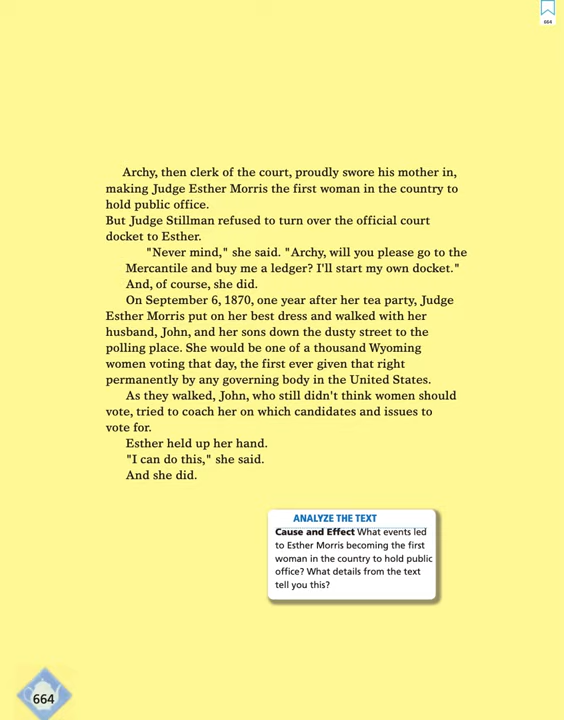 664
Archy, then clerk of the court, proudly swore his mother in,
making Judge Esther Morris the first woman in the country to
hold public office.
But Judge Stillman refused to turn over the official court
docket to Esther.
"Never mind," she said. "Archy, will you please go to the
Mercantile and buy me a ledger? I'll start my own docket."
And, of course, she did.
On September 6, 1870, one year after her tea party, Judge
Esther Morris put on her best dress and walked with her
husband, John, and her sons down the dusty street to the
polling place. She would be one of a thousand Wyoming
women voting that day, the first ever given that right
permanently by any governing body in the United States.
As they walked, John, who still didn't think women should
vote, tried to coach her on which candidates and issues to
vote for.
Esther held up her hand.
"I can do this," she said.
And she did.
ANALYZE THE TEXT
Cause and Effect What events led
to Esther Morris becoming the first
woman in the country to hold public
office? What details from the text
tell you this?
664